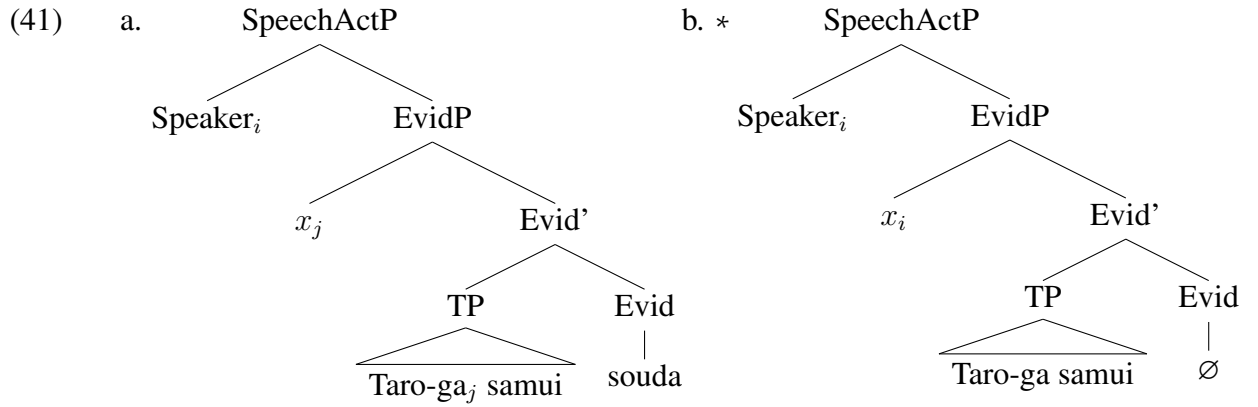 (41) a. SpeechActP b. * SpeechActP
Speaker_i EvidP Speaker_i EvidP
x_j Evid' x_i Evid'
TP Evid TP Evid
Taro-ga_j samui souda Taro-ga samui ∅